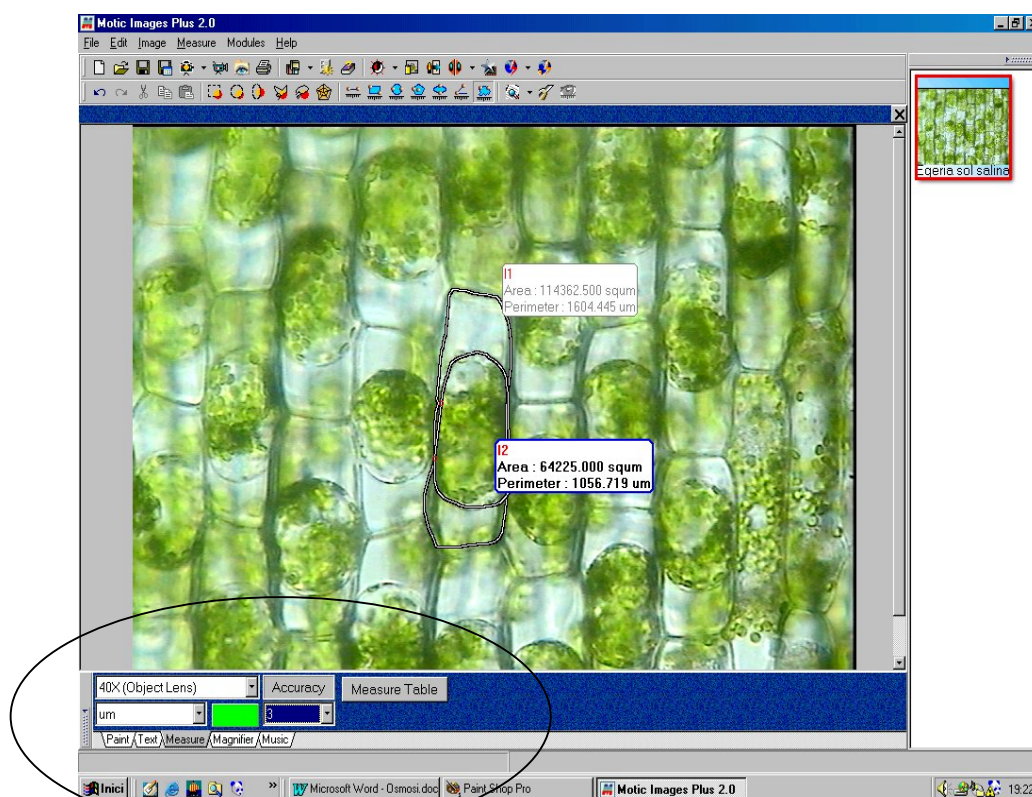 Motic Images Plus 2.0
File Edit Image Measure Modules Help
Egeria sol salina
I1
Area : 114362.500 squm
Perimeter : 1604.445 um
I2
Area : 64225.000 squm
Perimeter : 1056.719 um
40X (Object Lens)
Accuracy
Measure Table
um
3
Paint Text Measure Magnifier Music
Inici
»
Microsoft Word - Osmosi.doc
Paint Shop Pro
Motic Images Plus 2.0
19:22